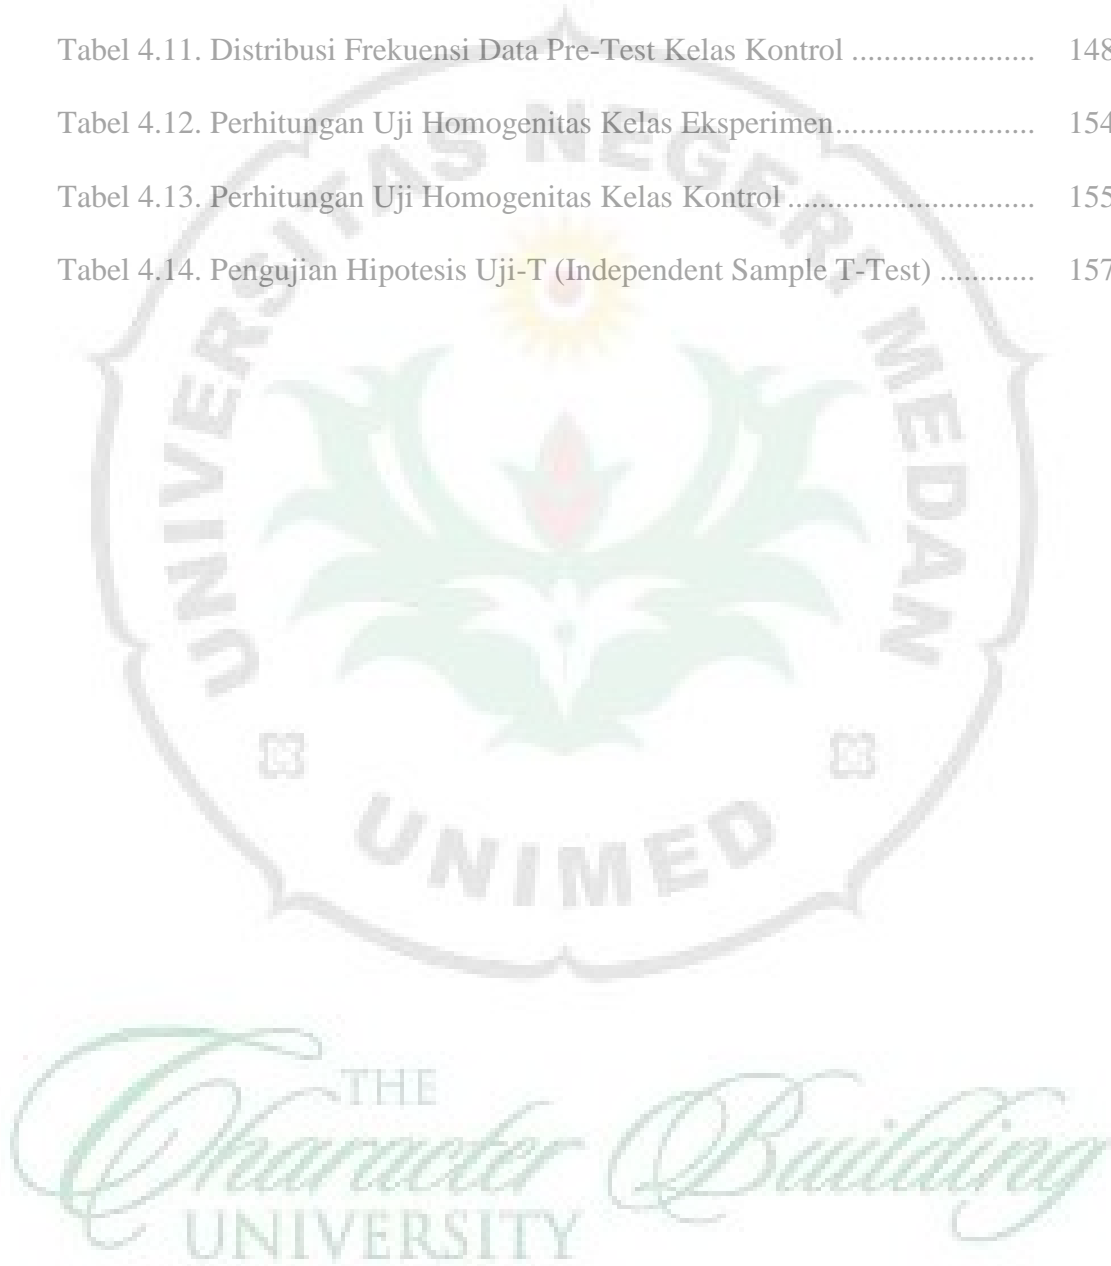 Tabel 4.11. Distribusi Frekuensi Data Pre-Test Kelas Kontrol ...................... 148
Tabel 4.12. Perhitungan Uji Homogenitas Kelas Eksperimen........................ 154
Tabel 4.13. Perhitungan Uji Homogenitas Kelas Kontrol .............................. 155
Tabel 4.14. Pengujian Hipotesis Uji-T (Independent Sample T-Test) ........... 157
UNIVERSITAS NEGERI MEDAN
UNIMED
THE
Character Building
UNIVERSITY